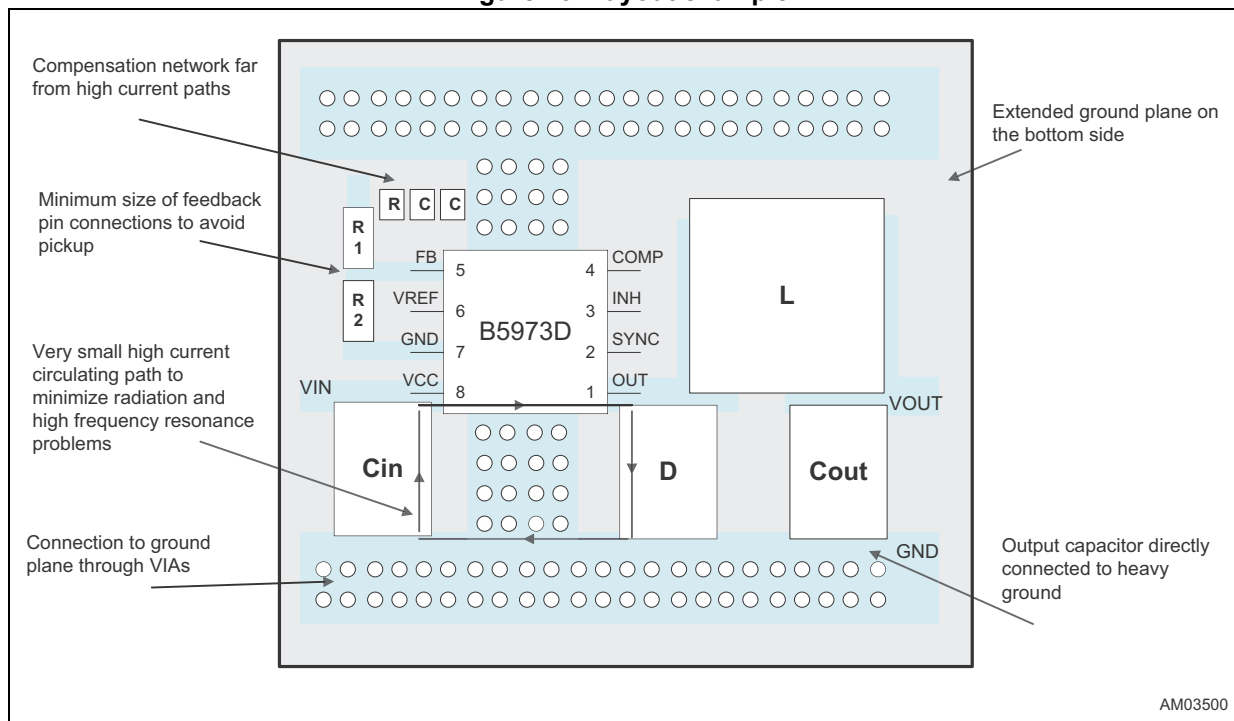 Compensation network far
from high current paths
Extended ground plane on
the bottom side
Minimum size of feedback
pin connections to avoid
pickup
R C C
R
1
R
2
FB 5 4 COMP
VREF 6 3 INH
B5973D
GND 7 2 SYNC
VCC 8 1 OUT
L
Very small high current
circulating path to
minimize radiation and
high frequency resonance
problems
VIN
VOUT
Cin
D
Cout
Connection to ground
plane through VIAs
GND
Output capacitor directly
connected to heavy
ground
AM03500